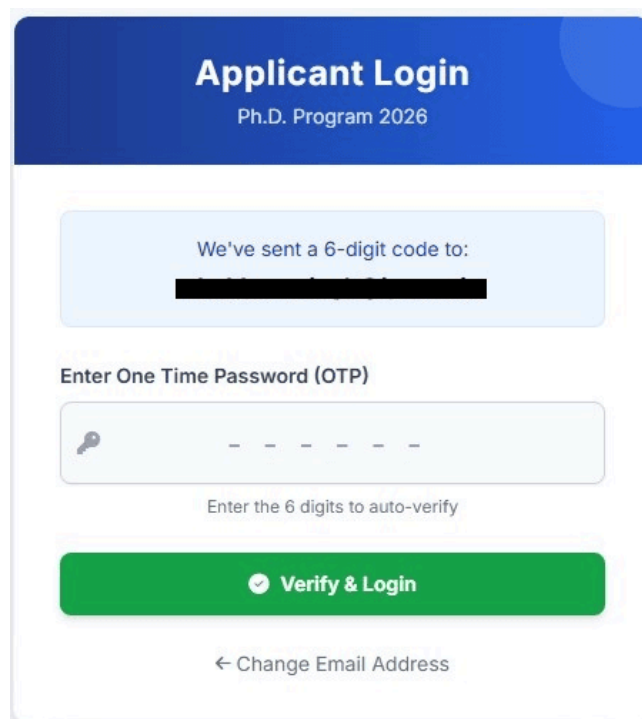 Applicant Login
Ph.D. Program 2026
We've sent a 6-digit code to:
Enter One Time Password (OTP)
- - - - - -
Enter the 6 digits to auto-verify
Verify & Login
← Change Email Address